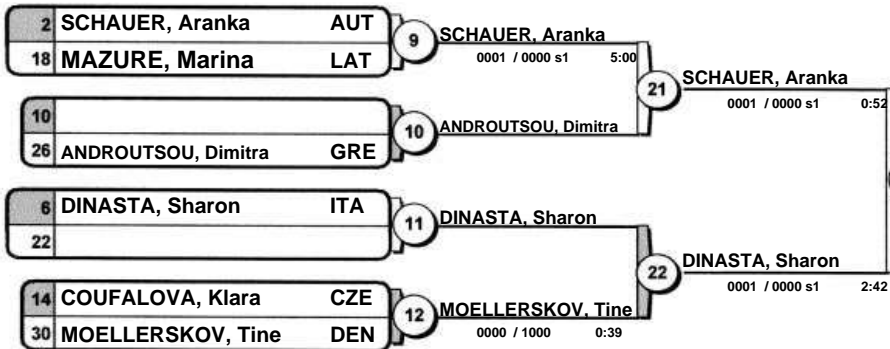 2 SCHAUER, Aranka AUT
18 MAZURE, Marina LAT
9
SCHAUER, Aranka
0001 / 0000 s1 5:00
10
26 ANDROUTSOU, Dimitra GRE
10
ANDROUTSOU, Dimitra
21
SCHAUER, Aranka
0001 / 0000 s1 0:52
6 DINASTA, Sharon ITA
22
11
DINASTA, Sharon
14 COUFALOVA, Klara CZE
30 MOELLERSKOV, Tine DEN
12
MOELLERSKOV, Tine
0000 / 1000 0:39
22
DINASTA, Sharon
0001 / 0000 s1 2:42